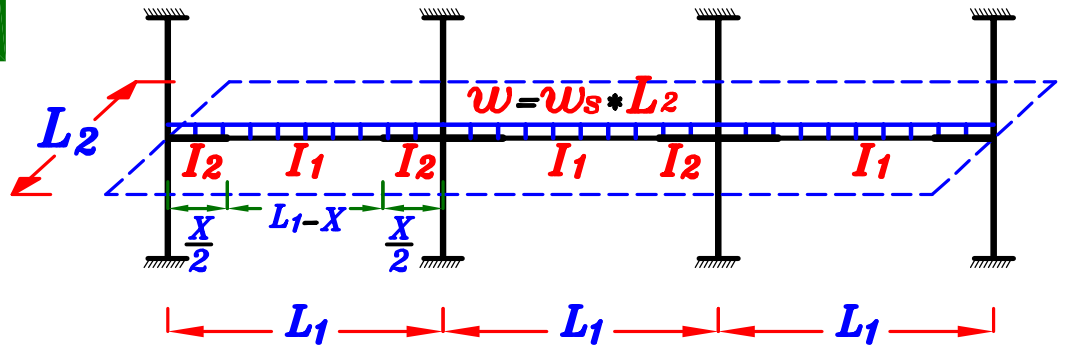 w=ws*L2
L2
I2 I1 I2 I1 I2 I1
X/2 L1-X X/2
L1 L1 L1